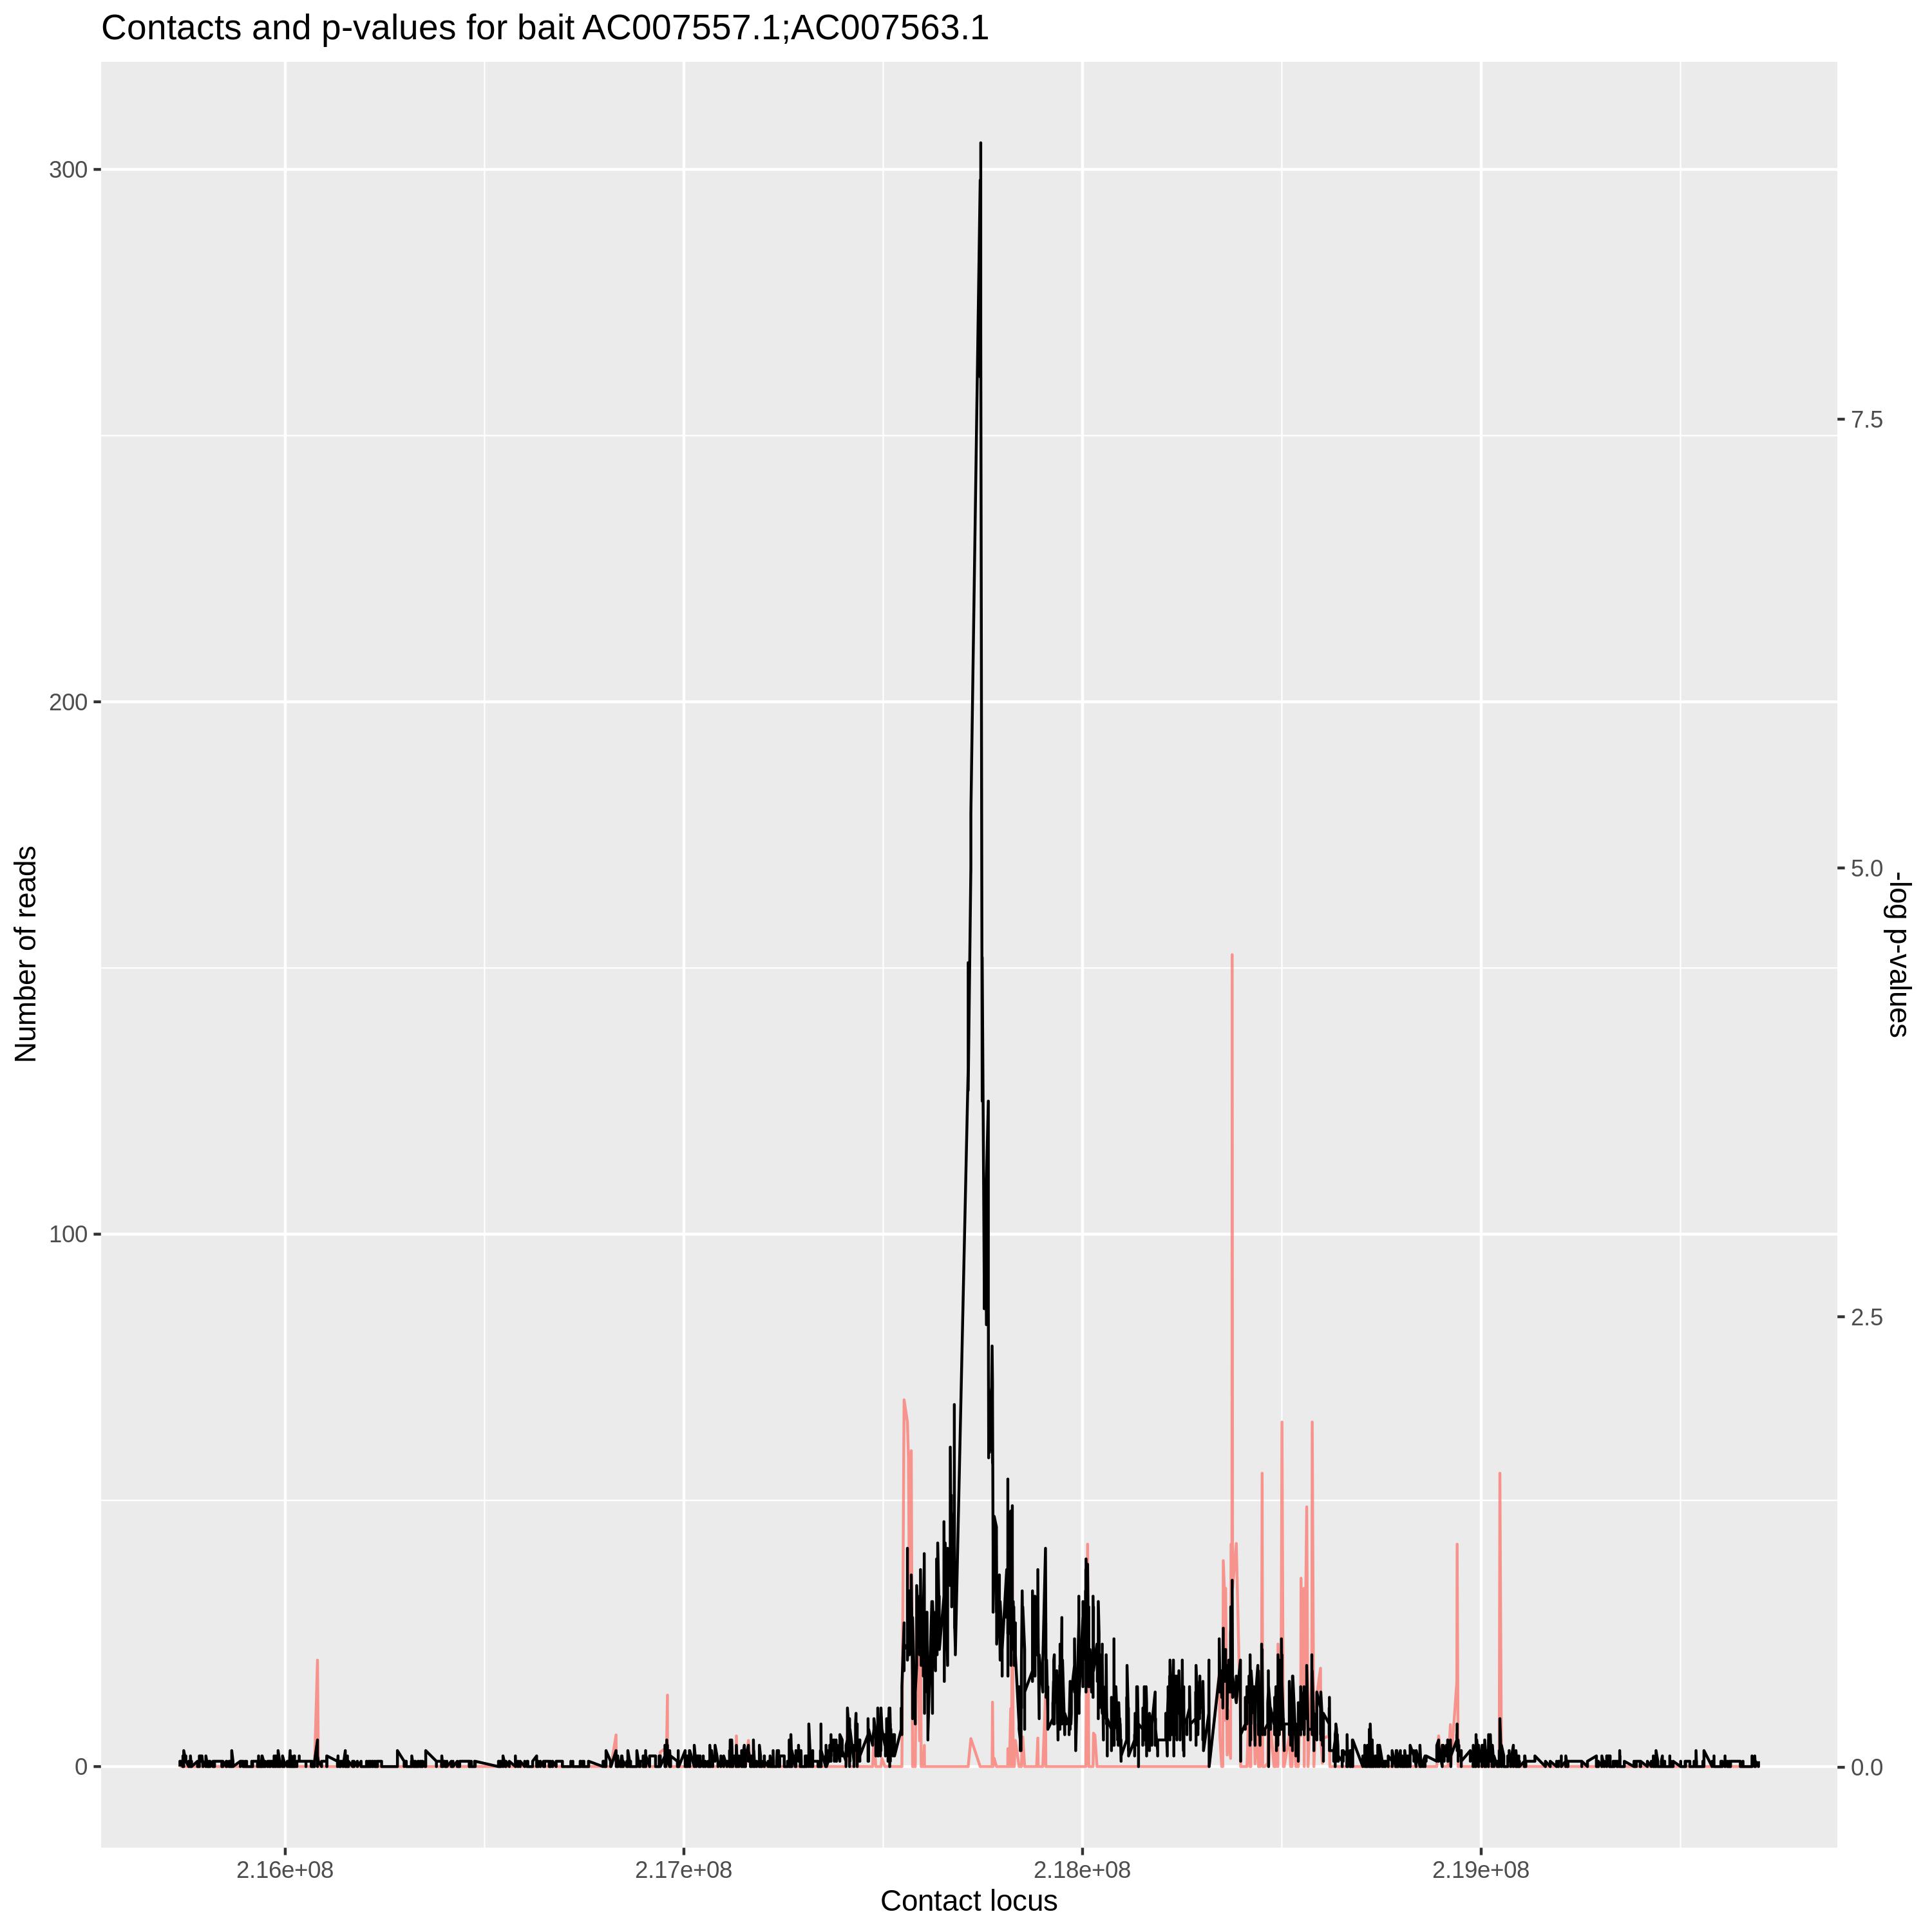 Contacts and p-values for bait AC007557.1;AC007563.1
300
200
100
0
Number of reads
7.5
5.0
2.5
0.0
-log p-values
2.16e+08
2.17e+08
2.18e+08
2.19e+08
Contact locus